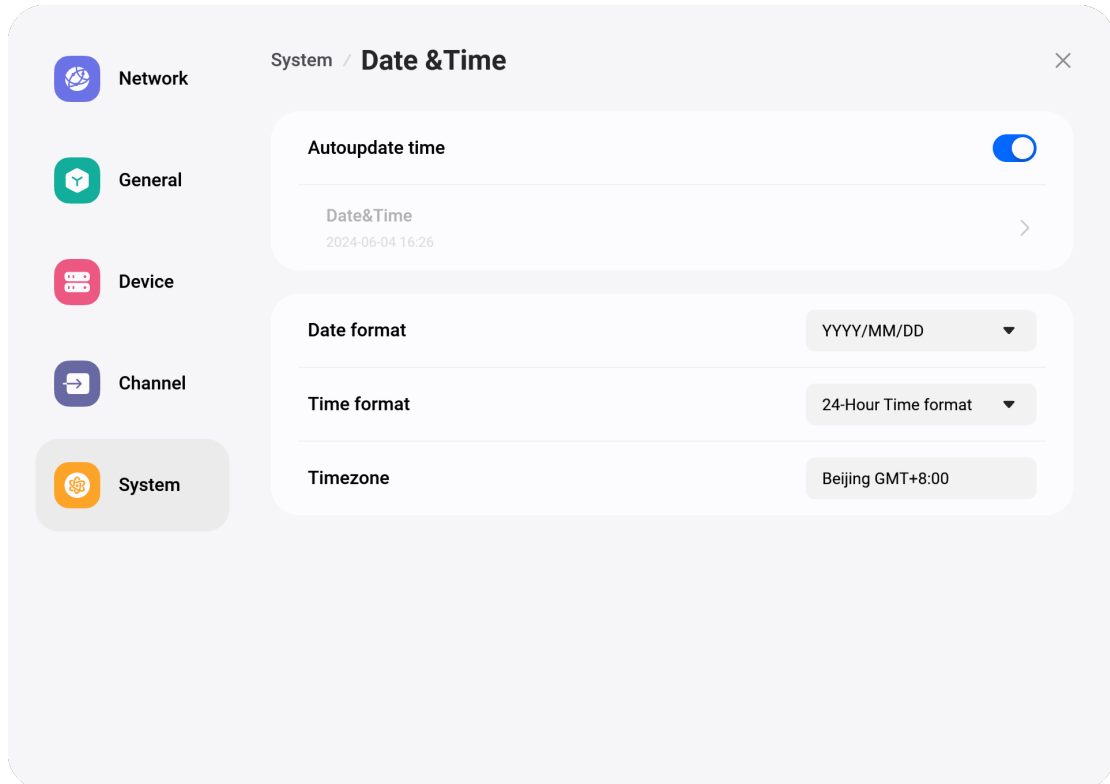 System / Date &Time
Network
General
Device
Channel
System
Autoupdate time
Date&Time
2024-06-04 16:26
Date format
YYYY/MM/DD
Time format
24-Hour Time format
Timezone
Beijing GMT+8:00